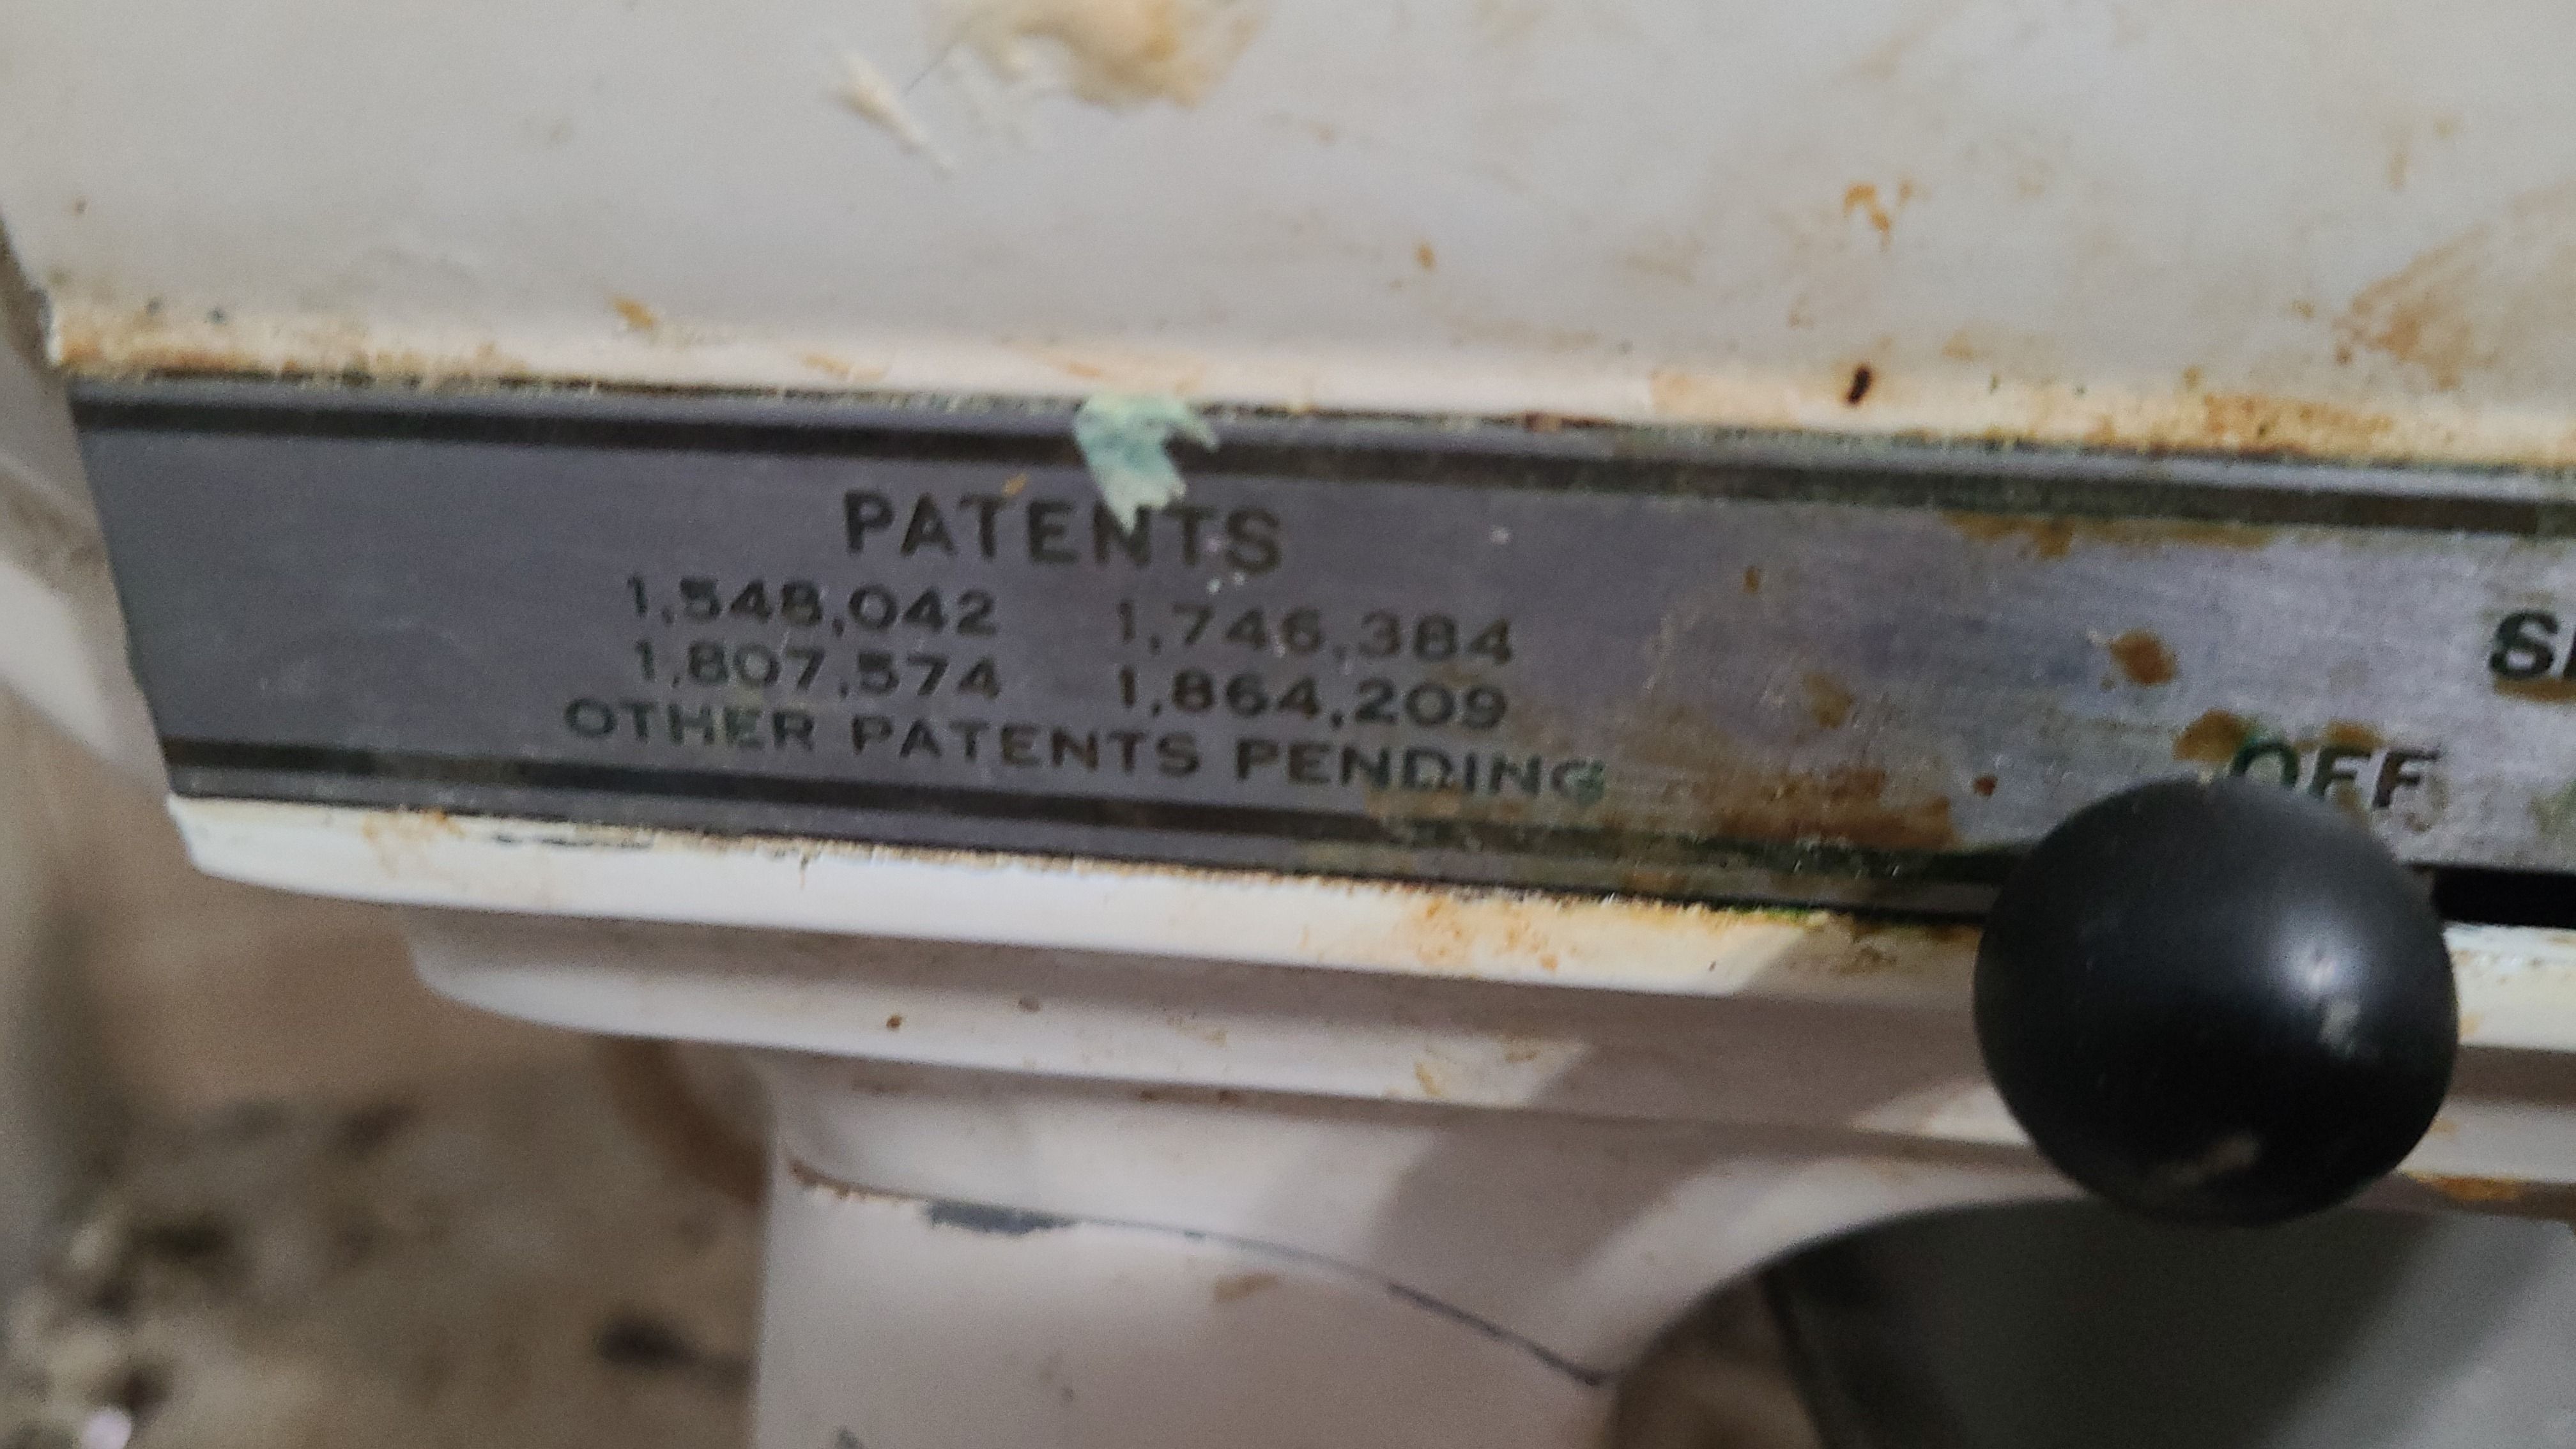 PATENTS
1,548,042 1,746,384
1,807,574 1,864,209
OTHER PATENTS PENDING
OFF